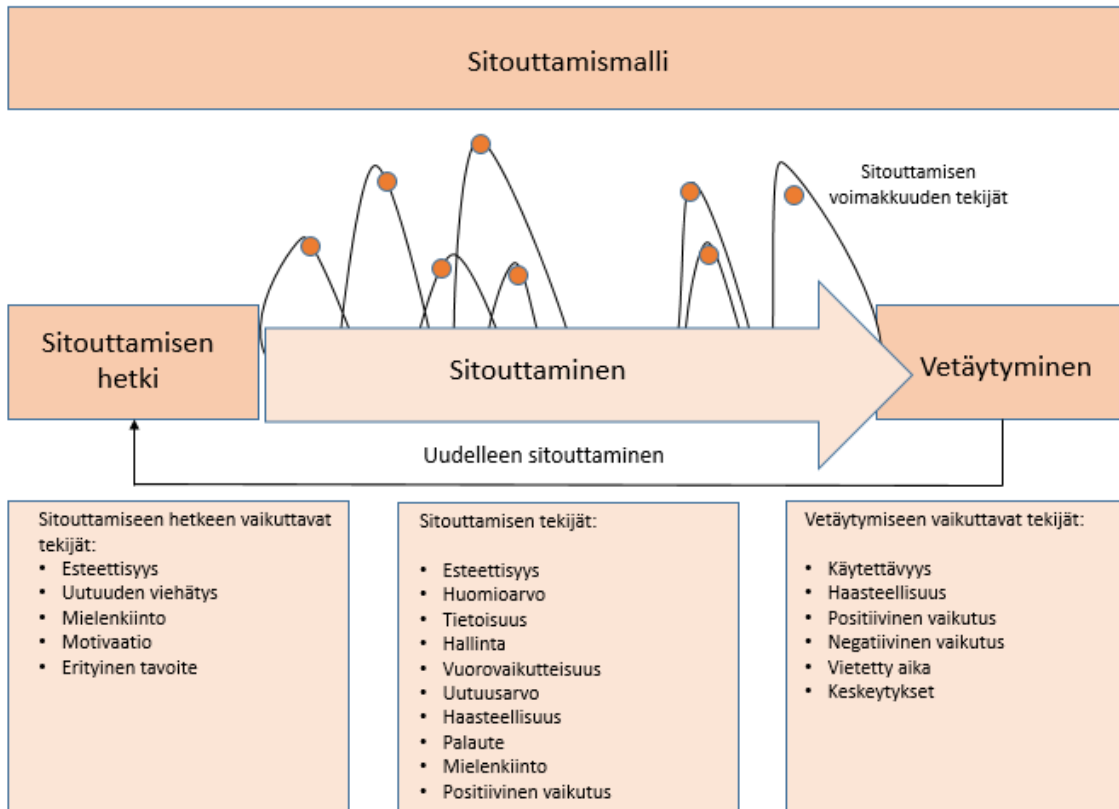 Sitouttamismalli
Sitouttamisen
voimakkuuden tekijät
Sitouttamisen
hetki
Sitouttaminen
Vetäytyminen
Uudelleen sitouttaminen
Sitouttamiseen hetkeen vaikuttavat
tekijät:
• Esteettisyys
• Uutuuden viehätys
• Mielenkiinto
• Motivaatio
• Erityinen tavoite
Sitouttamisen tekijät:
• Esteettisyys
• Huomioarvo
• Tietoisuus
• Hallinta
• Vuorovaikutteisuus
• Uutuusarvo
• Haasteellisuus
• Palaute
• Mielenkiinto
• Positiivinen vaikutus
Vetäytymiseen vaikuttavat tekijät:
• Käytettävyys
• Haasteellisuus
• Positiivinen vaikutus
• Negatiivinen vaikutus
• Vietetty aika
• Keskeytykset